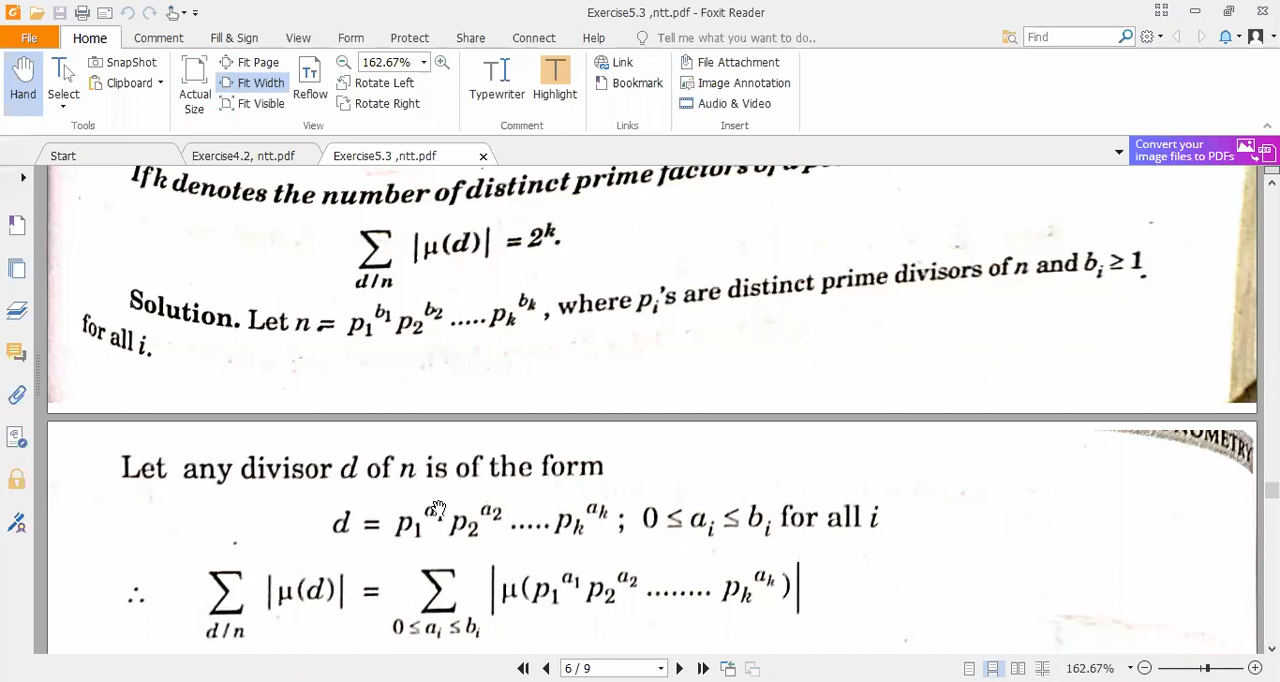 Exercise5.3 ,ntt.pdf - Foxit Reader
File Home Comment Fill & Sign View Form Protect Share Connect Help Tell me what you want to do.. Find
SnapShot Fit Page 162.67% Rotate Left Link File Attachment
Hand Select Clipboard Actual Size Fit Width Reflow Rotate Right Typewriter Highlight Bookmark Image Annotation
Fit Visible Audio & Video
Tools View Comment Links Insert
Start Exercise4.2, ntt.pdf Exercise5.3 ,ntt.pdf Convert your image files to PDFs
If k denotes the number of distinct prime factors of a
∑ |μ(d)| = 2^k.
d/n
Solution. Let n = p₁^b₁ p₂^b₂ ..... pₖ^bₖ , where pᵢ's are distinct prime divisors of n and bᵢ ≥ 1
for all i.
Let any divisor d of n is of the form
d = p₁^a₁ p₂^a₂ ..... pₖ^aₖ ; 0 ≤ aᵢ ≤ bᵢ for all i
∴ ∑ |μ(d)| = ∑ |μ(p₁^a₁ p₂^a₂ ........ pₖ^aₖ)|
d/n 0 ≤ aᵢ ≤ bᵢ
6 / 9 162.67%